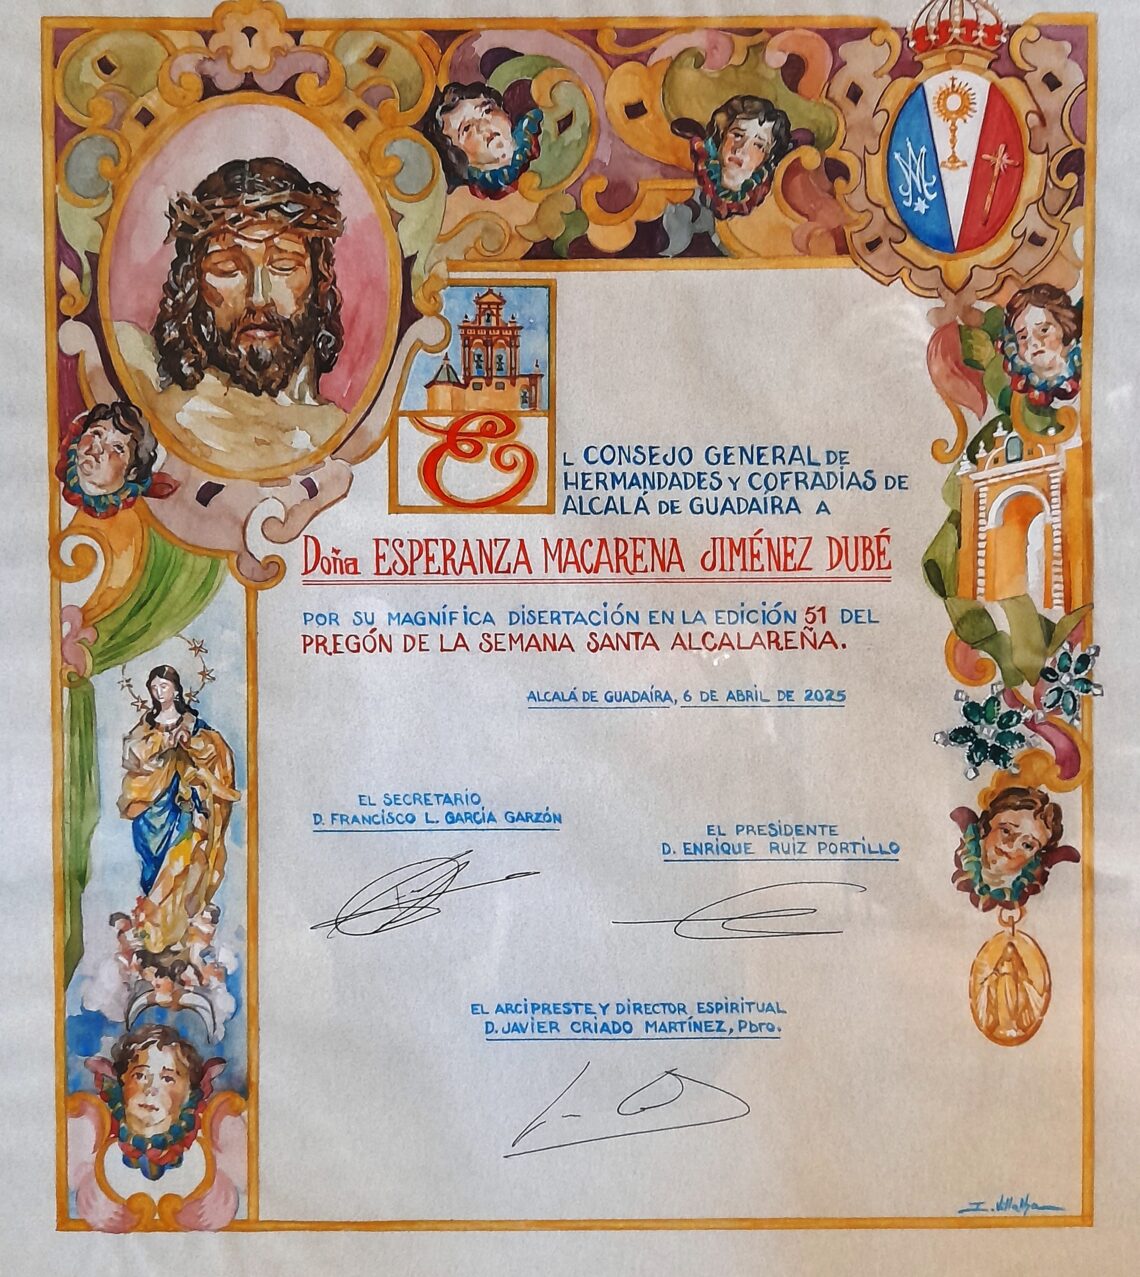 EL CONSEJO GENERAL DE
HERMANDADES Y COFRADÍAS DE
ALCALÁ DE GUADAÍRA A
Doña ESPERANZA MACARENA JIMÉNEZ DUBÉ
POR SU MAGNÍFICA DISERTACIÓN EN LA EDICIÓN 51 DEL
PREGÓN DE LA SEMANA SANTA ALCALAREÑA.
ALCALÁ DE GUADAÍRA, 6 DE ABRIL DE 2025
EL SECRETARIO
D. FRANCISCO L. GARCÍA GARZÓN
EL PRESIDENTE
D. ENRIQUE RUIZ PORTILLO
EL ARCIPRESTE Y DIRECTOR ESPIRITUAL
D. JAVIER CRIADO MARTÍNEZ, Pbro.